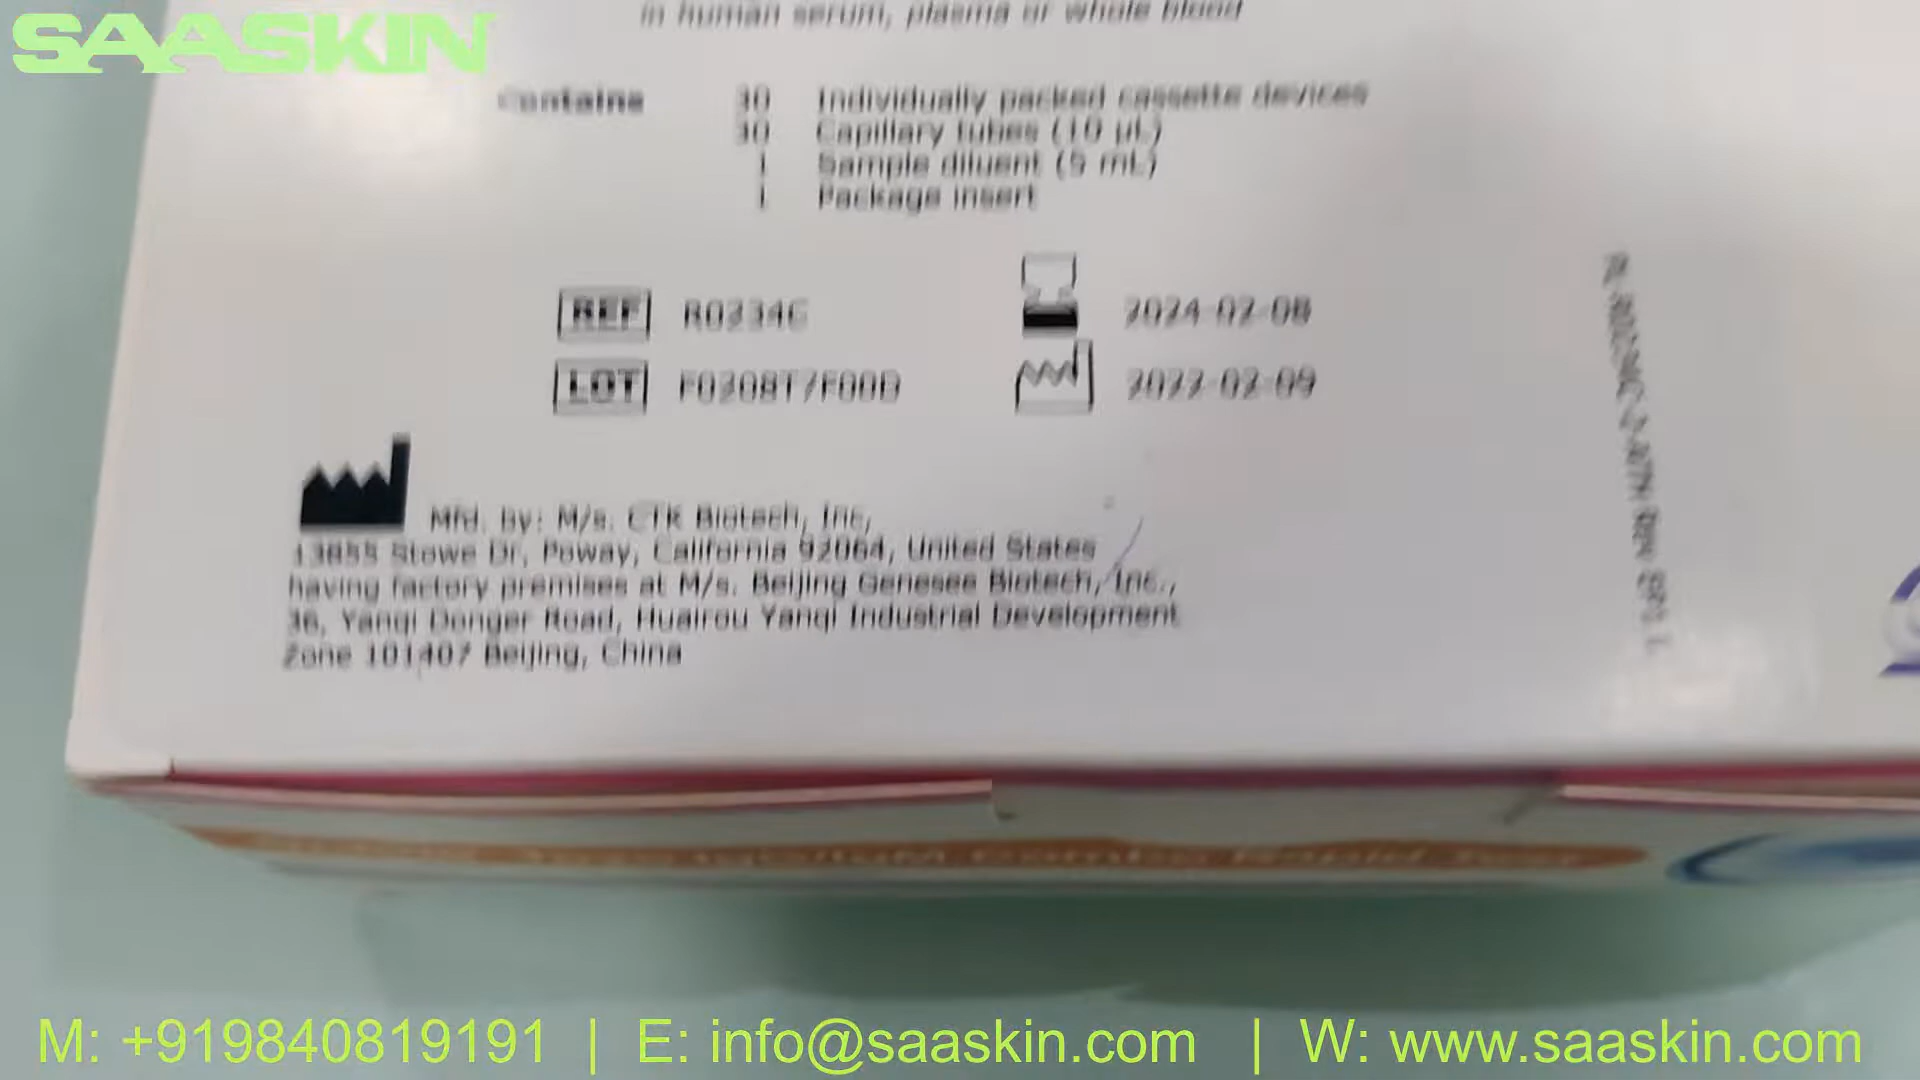 SAASKIN
in human serum, plasma or whole blood
Contains 30 Individually packed cassette devices
30 Capillary tubes (10 µL)
1 Sample diluent (5 mL)
1 Package insert
REF R0234C 2024-02-08
LOT F0208T7F00D 2022-02-09
Mfd. by: M/s. CTK Biotech, Inc,
13855 Stowe Dr, Poway, California 92064, United States
having factory premises at M/s. Beijing Genesee Biotech, Inc.,
36, Yanqi Donger Road, Huairou Yanqi Industrial Development
Zone 101407 Beijing, China
Combo Rapid Test
M: +919840819191 | E: info@saaskin.com | W: www.saaskin.com